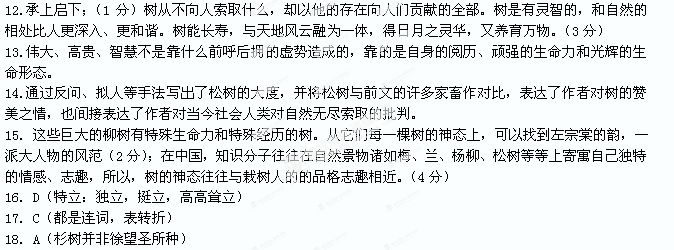 12.承上启下；（1 分）树从不向人索取什么，却以他的存在向人们贡献的全部。树是有灵智的，和自然的
相处比人更深入、更和谐。树能长寿，与天地风云融为一体，得日月之灵华，又养育万物。（3 分）
13.伟大、高贵、智慧不是靠什么前呼后拥的虚势造成的，靠的是自身的阅历、顽强的生命力和光辉的生
命形态。
14.通过反问、拟人等手法写出了松树的大度，并将松树与前文的许多家畜作对比，表达了作者对树的赞
美之情，也间接表达了作者对当今社会人类对自然无尽索取的批判。
15. 这些巨大的柳树有特殊生命力和特殊经历的树。从它们每一棵树的神态上，可以找到左宗棠的韵，一
派大人物的风范（2 分）；在中国，知识分子往往在自然景物诸如梅、兰、杨柳、松树等等上寄寓自己独特
的情感、志趣，所以，树的神态往往与栽树人的的品格志趣相近。（4 分）
16. D（特立：独立，挺立，高高耸立）
17. C（都是连词，表转折）
18. A（杉树并非徐望圣所种）